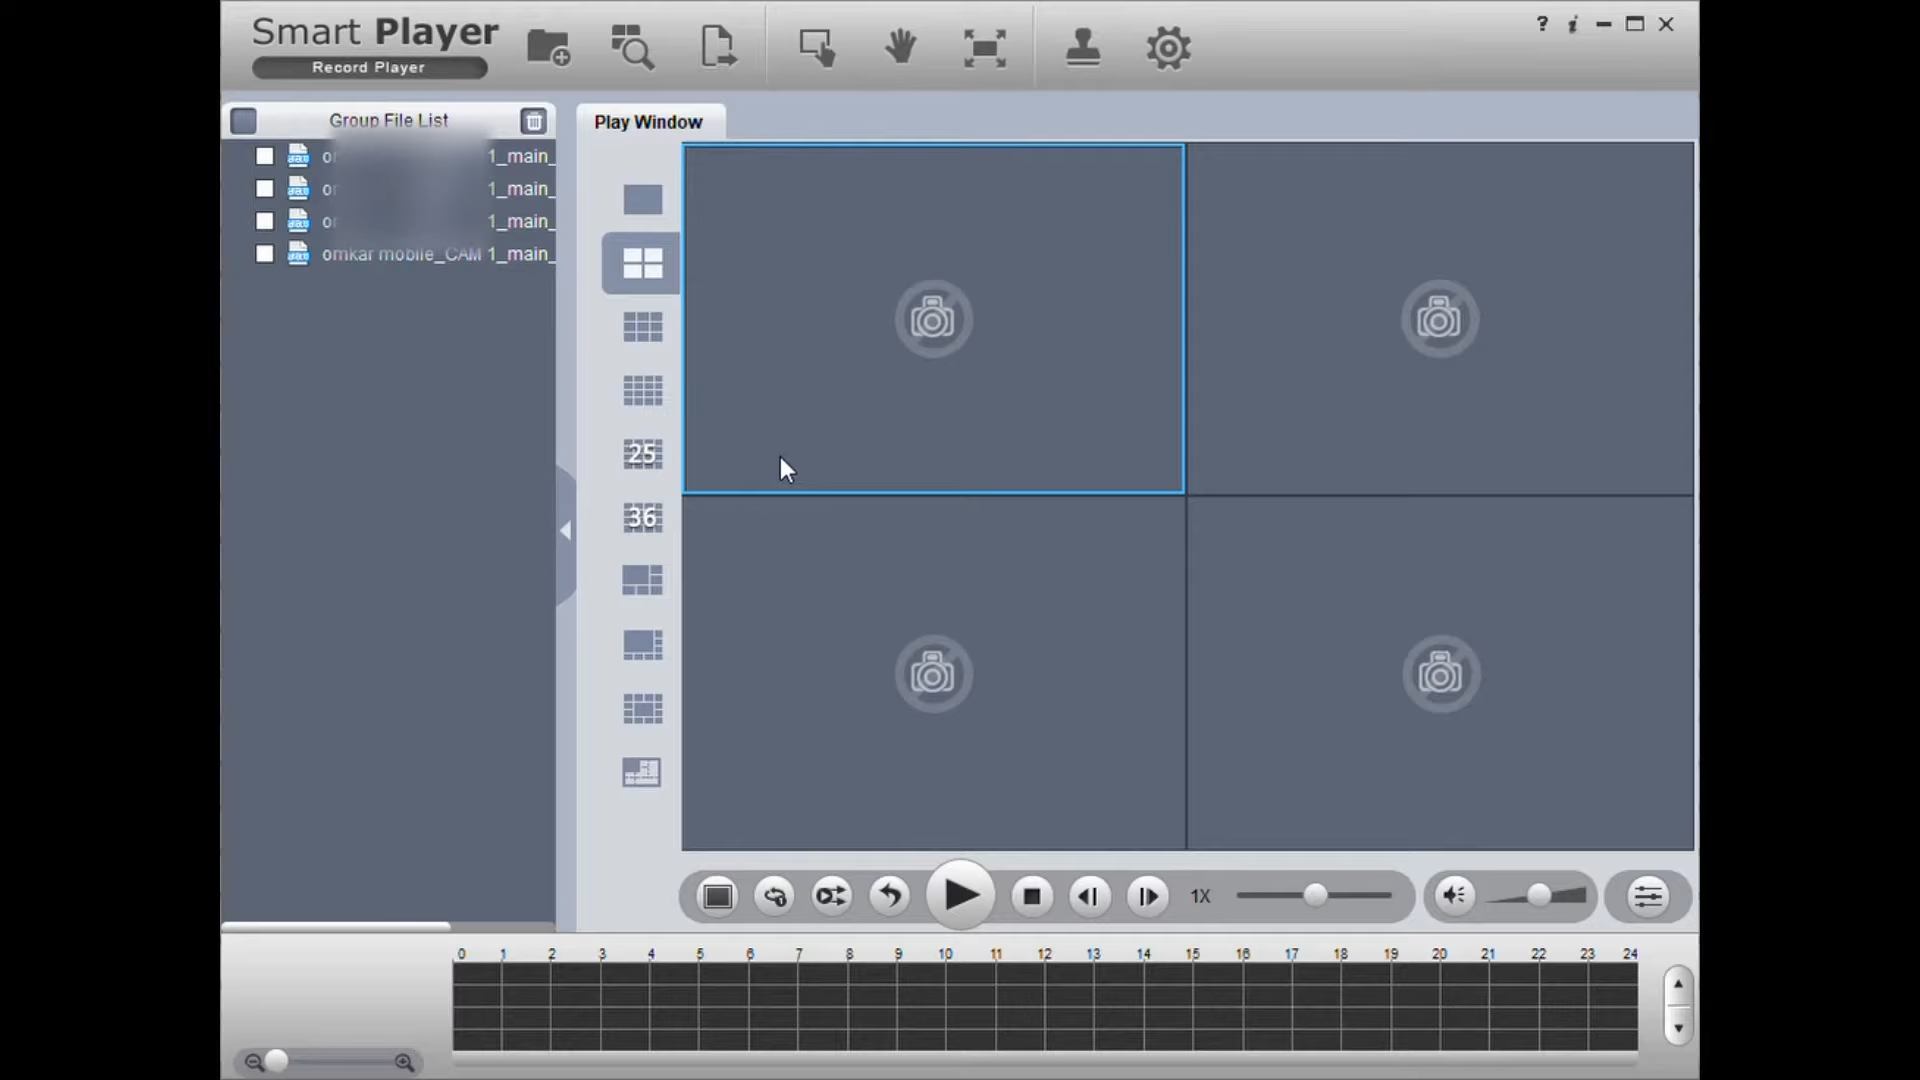 Smart Player
Record Player
?
i
Group File List
Play Window
1_main_
1_main_
1_main_
omkar mobile_CAM 1_main_
25
36
1X
0 1 2 3 4 5 6 7 8 9 10 11 12 13 14 15 16 17 18 19 20 21 22 23 24